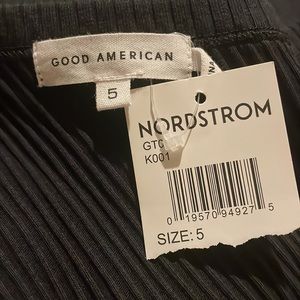 GOOD AMERICAN
5
NORDSTROM
GTC
K001
0 19570 94927 5
SIZE: 5